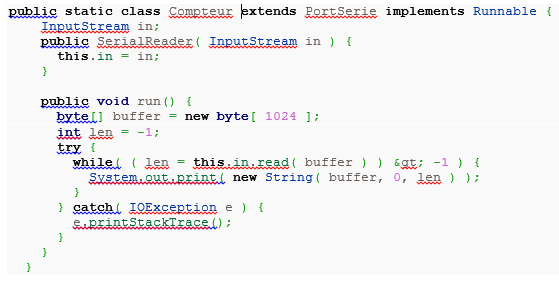 public static class Compteur extends PortSerie implements Runnable {
InputStream in;
public SerialReader( InputStream in ) {
this.in = in;
}
public void run() {
byte[] buffer = new byte[ 1024 ];
int len = -1;
try {
while( ( len = this.in.read( buffer ) ) &gt; -1 ) {
System.out.print( new String( buffer, 0, len ) );
}
} catch( IOException e ) {
e.printStackTrace();
}
}
}